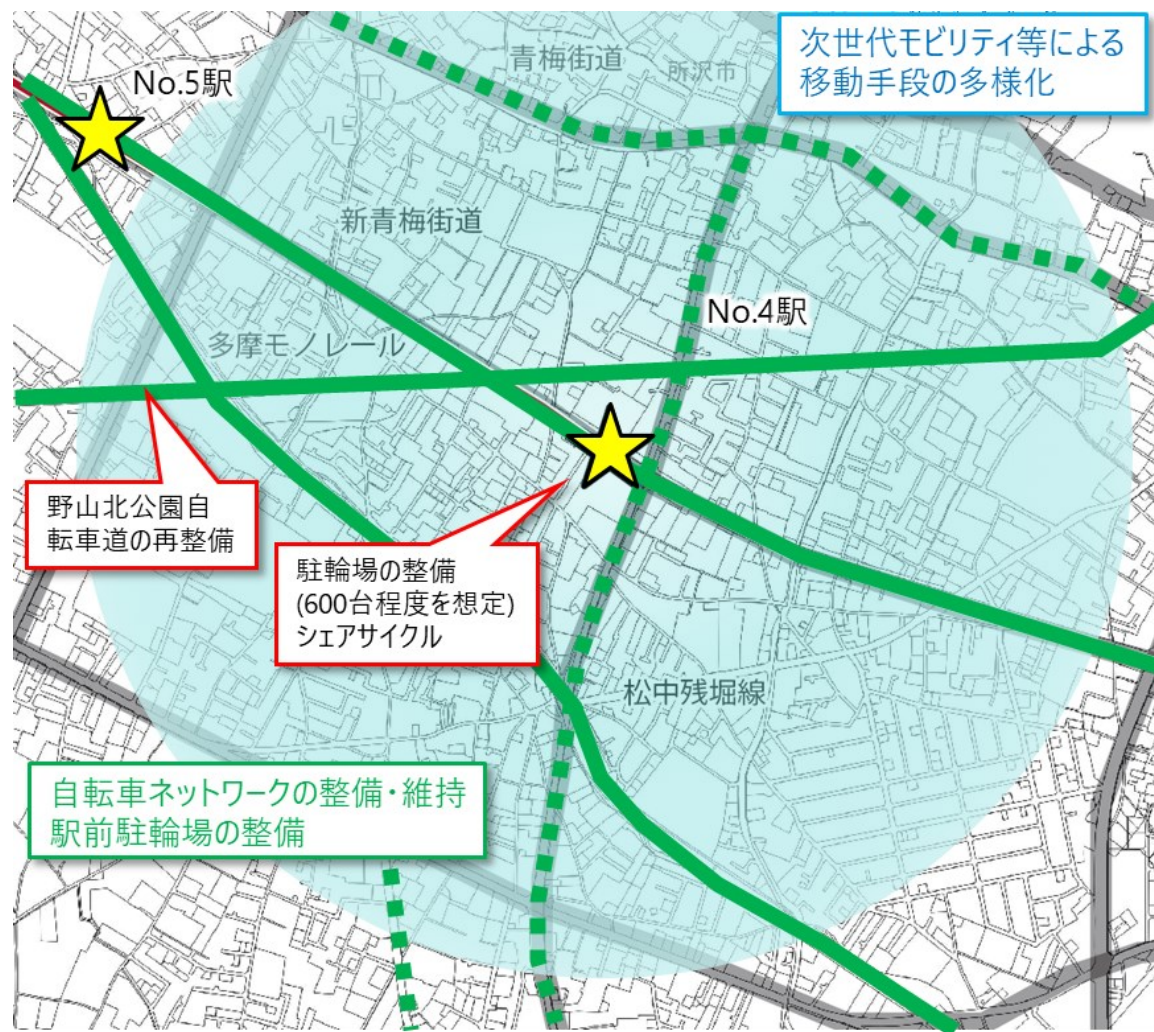 次世代モビリティ等による
移動手段の多様化
青梅街道
所沢市
No.5駅
新青梅街道
No.4駅
多摩モノレール
野山北公園自
転車道の再整備
駐輪場の整備
(600台程度を想定)
シェアサイクル
松中残堀線
自転車ネットワークの整備・維持
駅前駐輪場の整備